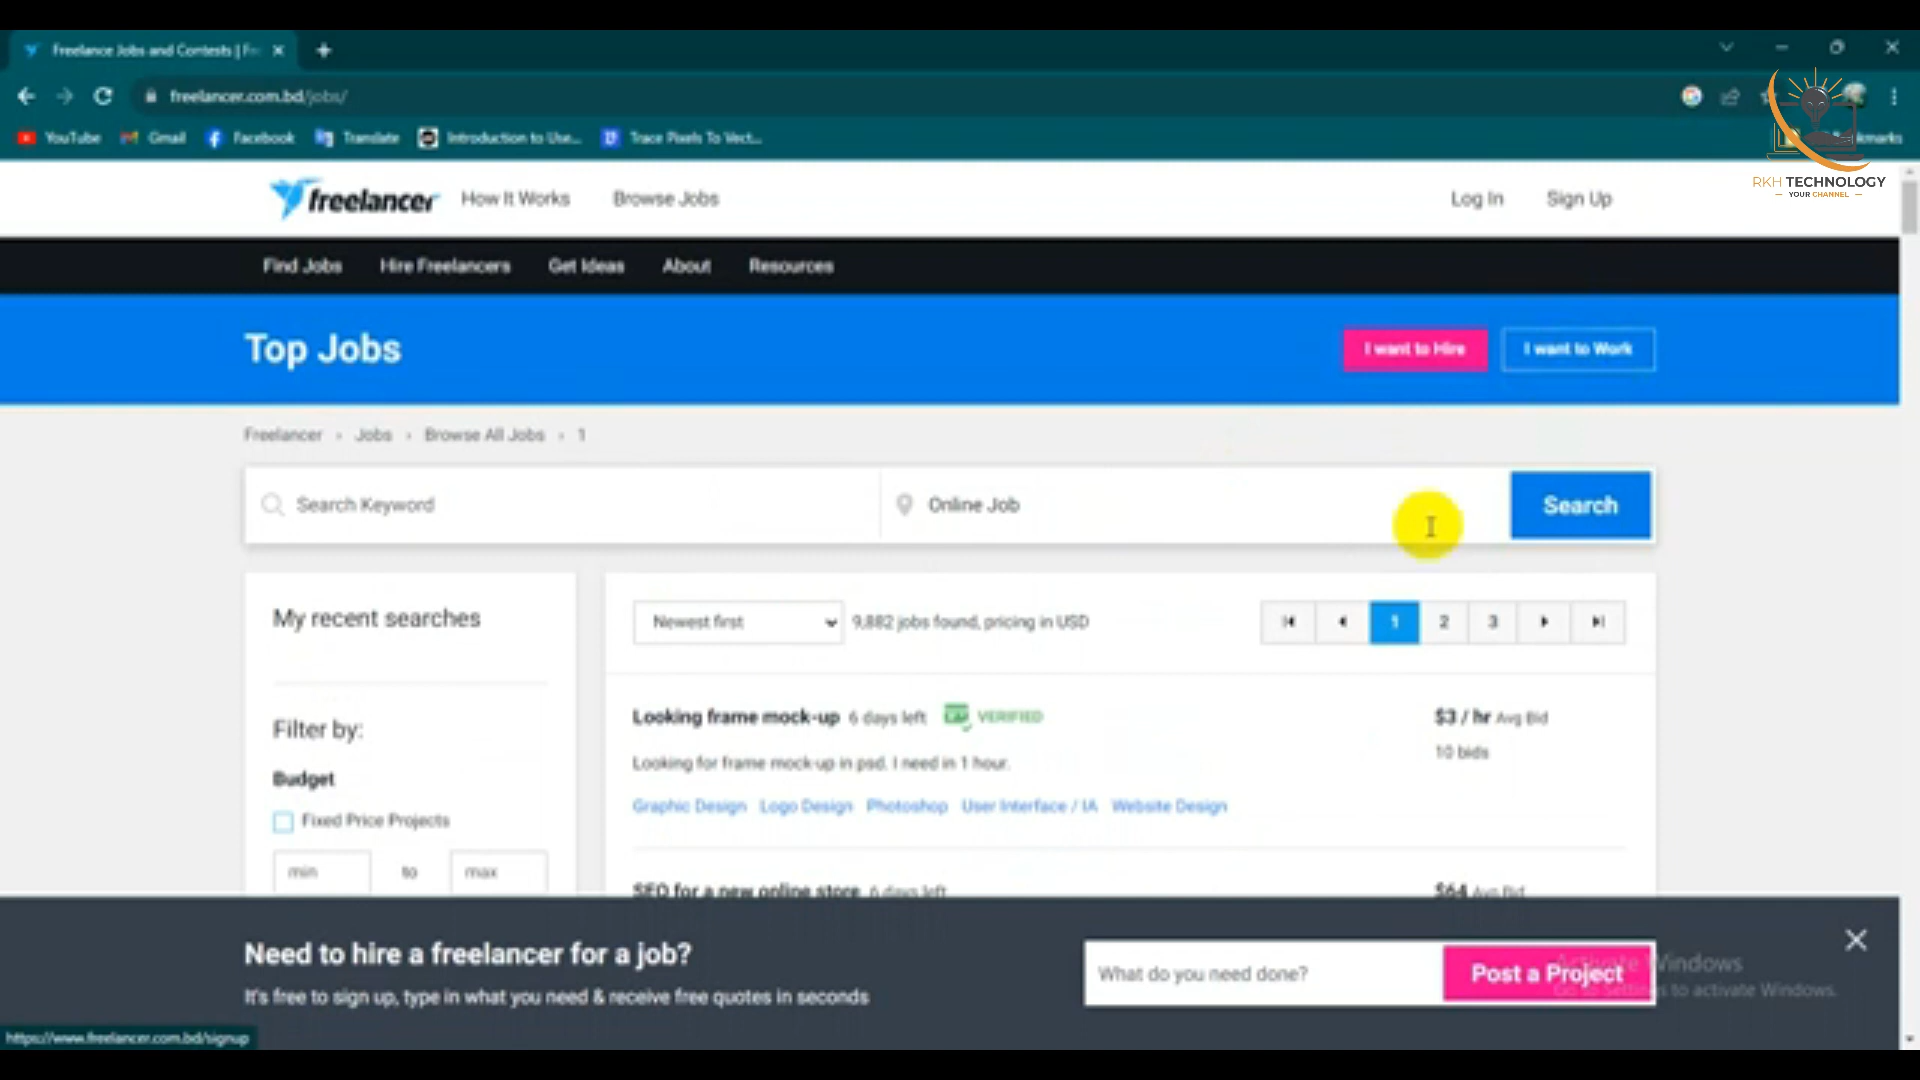 Freelance Jobs and Contests | Fr
freelancer.com.bd/jobs/
YouTube Gmail Facebook Translate Introduction to Use... Trace Pixels To Vect...
RKH TECHNOLOGY
YOUR CHANNEL
freelancer How It Works Browse Jobs Log In Sign Up
Find Jobs Hire Freelancers Get Ideas About Resources
Top Jobs I want to Hire I want to Work
Freelancer › Jobs › Browse All Jobs › 1
Search Keyword Online Job Search
My recent searches
Newest first 9,882 jobs found, pricing in USD 1 2 3
Looking frame mock-up 6 days left VERIFIED $3 / hr Avg Bid
10 bids
Filter by:
Looking for frame mock-up in psd. I need in 1 hour.
Budget
Graphic Design Logo Design Photoshop User Interface / IA Website Design
Fixed Price Projects
min to max
SEO for a new online store 6 days left $64 Avg Bid
Need to hire a freelancer for a job?
It's free to sign up, type in what you need & receive free quotes in seconds
What do you need done? Post a Project
Activate Windows
Go to Settings to activate Windows.
https://www.freelancer.com.bd/signup